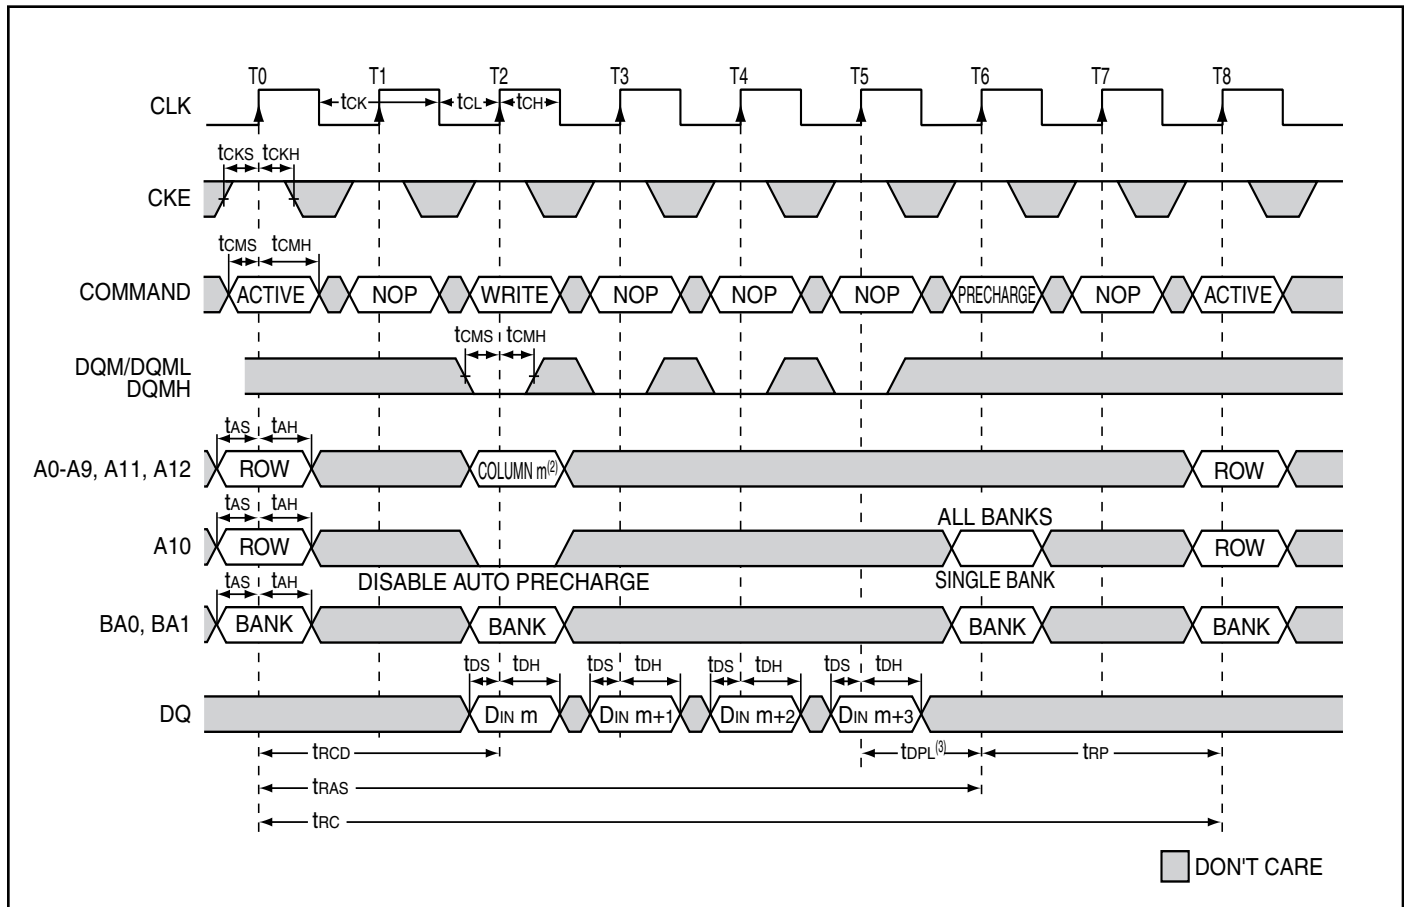 T0 T1 T2 T3 T4 T5 T6 T7 T8
CLK tCK tCL tCH
tCKS tCKH
CKE
tCMS tCMH
COMMAND ACTIVE NOP WRITE NOP NOP NOP PRECHARGE NOP ACTIVE
tCMS tCMH
DQM/DQML
DQMH
tAS tAH
A0-A9, A11, A12 ROW COLUMN m(2) ROW
tAS tAH ALL BANKS
A10 ROW ROW
DISABLE AUTO PRECHARGE SINGLE BANK
tAS tAH
BA0, BA1 BANK BANK BANK BANK
tDS tDH tDS tDH tDS tDH tDS tDH
DQ DIN m DIN m+1 DIN m+2 DIN m+3
tRCD tDPL(3) tRP
tRAS
tRC
DON'T CARE